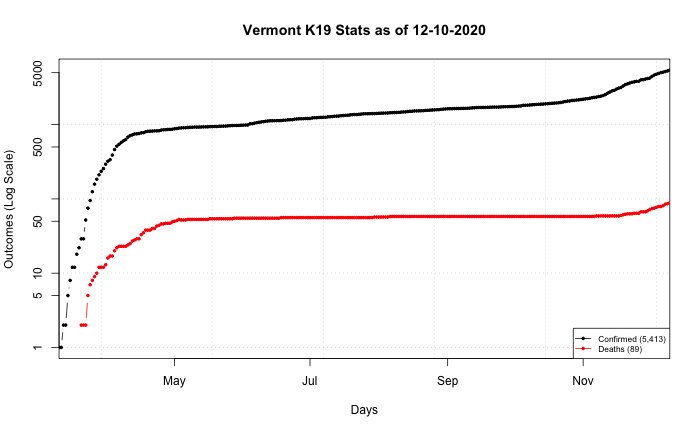 Vermont K19 Stats as of 12-10-2020
Outcomes (Log Scale)
5000
500
50
10
5
1
May
Jul
Sep
Nov
Days
Confirmed (5,413)
Deaths (89)